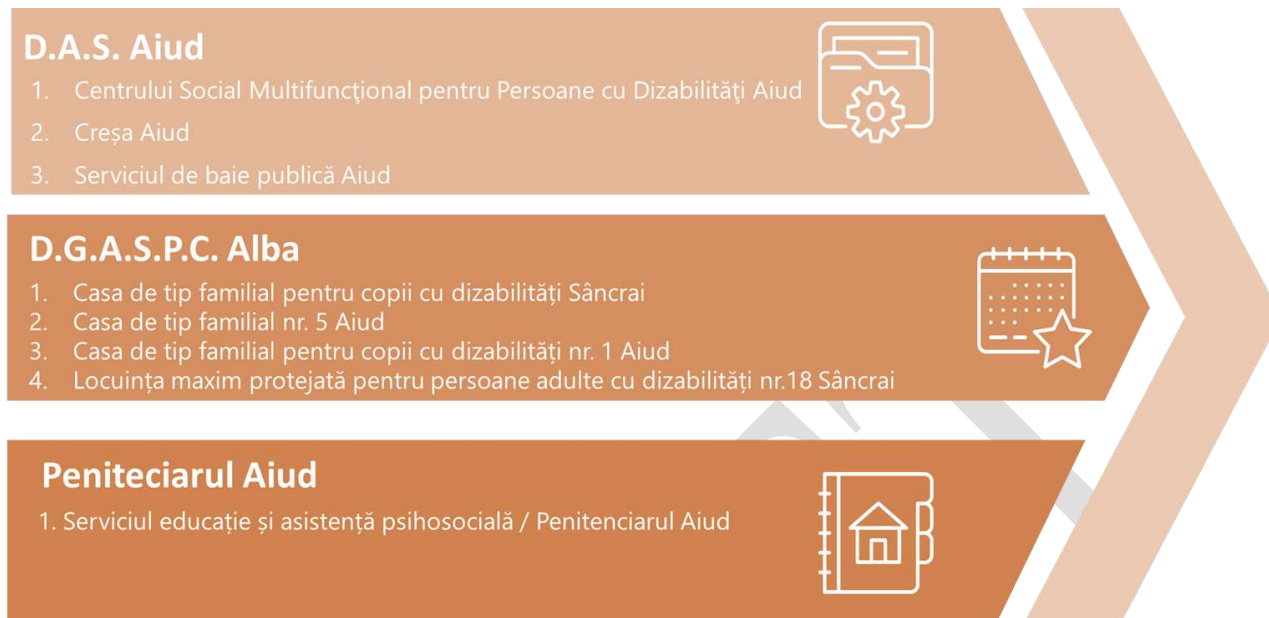 D.A.S. Aiud
1. Centrului Social Multifuncţional pentru Persoane cu Dizabilităţi Aiud
2. Creșa Aiud
3. Serviciul de baie publică Aiud
D.G.A.S.P.C. Alba
1. Casa de tip familial pentru copii cu dizabilități Sâncrai
2. Casa de tip familial nr. 5 Aiud
3. Casa de tip familial pentru copii cu dizabilități nr. 1 Aiud
4. Locuința maxim protejată pentru persoane adulte cu dizabilități nr.18 Sâncrai
Peniteciarul Aiud
1. Serviciul educație și asistență psihosocială / Penitenciarul Aiud